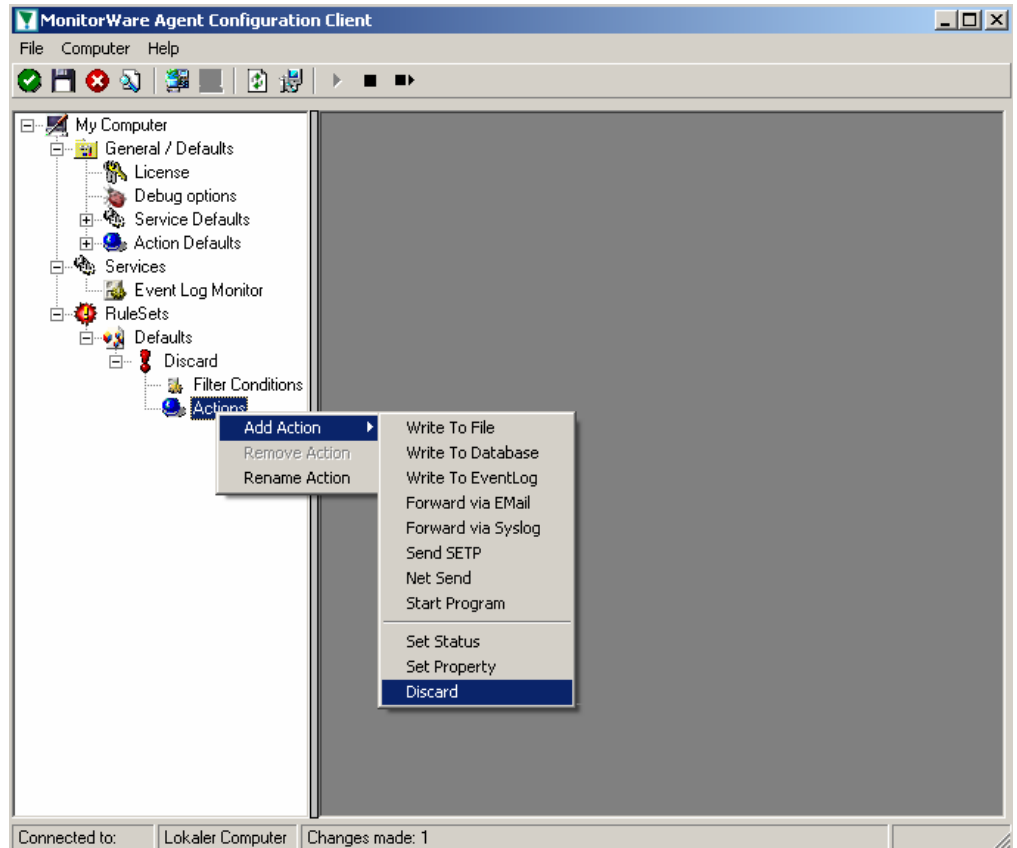 MonitorWare Agent Configuration Client
File Computer Help
My Computer
General / Defaults
License
Debug options
Service Defaults
Action Defaults
Services
Event Log Monitor
RuleSets
Defaults
Discard
Filter Conditions
Actions
Add Action
Remove Action
Rename Action
Write To File
Write To Database
Write To EventLog
Forward via EMail
Forward via Syslog
Send SETP
Net Send
Start Program
Set Status
Set Property
Discard
Connected to: Lokaler Computer Changes made: 1